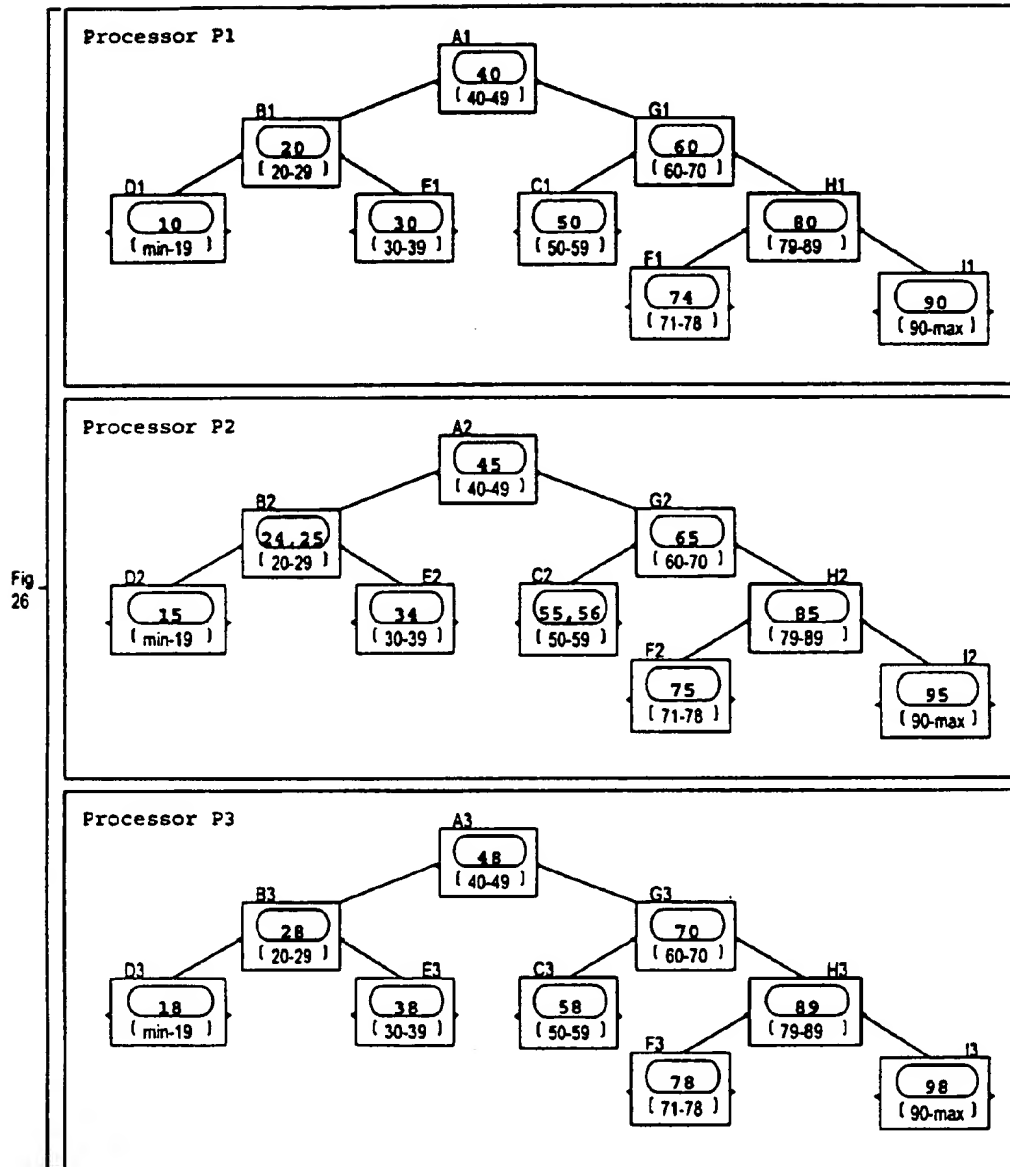 Fig
26
Processor P1
A1
40
[ 40-49 ]
B1
20
[ 20-29 ]
G1
60
[ 60-70 ]
D1
10
[ min-19 ]
E1
30
[ 30-39 ]
C1
50
[ 50-59 ]
H1
80
[ 79-89 ]
F1
74
[ 71-78 ]
I1
90
[ 90-max ]
Processor P2
A2
45
[ 40-49 ]
B2
24,25
[ 20-29 ]
G2
65
[ 60-70 ]
D2
15
[ min-19 ]
E2
34
[ 30-39 ]
C2
55,56
[ 50-59 ]
H2
85
[ 79-89 ]
F2
75
[ 71-78 ]
I2
95
[ 90-max ]
Processor P3
A3
48
[ 40-49 ]
B3
28
[ 20-29 ]
G3
70
[ 60-70 ]
D3
18
[ min-19 ]
E3
38
[ 30-39 ]
C3
58
[ 50-59 ]
H3
89
[ 79-89 ]
F3
78
[ 71-78 ]
I3
98
[ 90-max ]